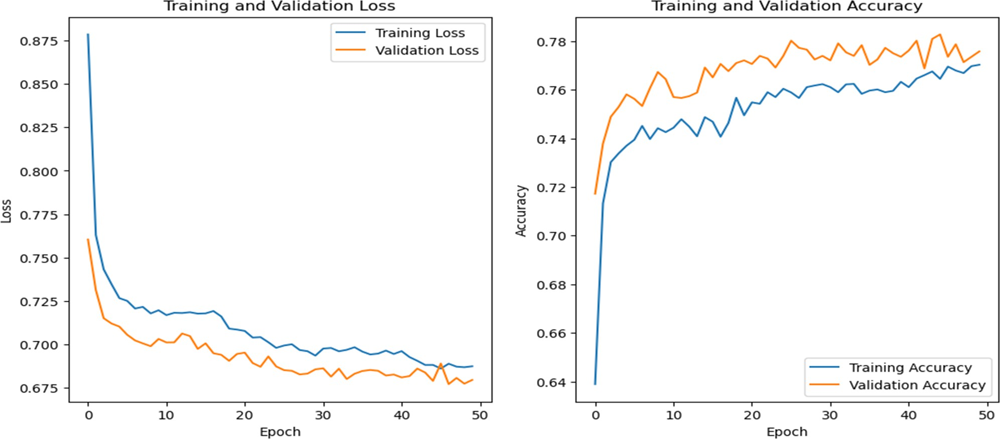 Training and Validation Loss
Training Loss
Validation Loss
0.875
0.850
0.825
0.800
0.775
0.750
0.725
0.700
0.675
Loss
0 10 20 30 40 50
Epoch
Training and Validation Accuracy
0.78
0.76
0.74
0.72
0.70
0.68
0.66
0.64
Accuracy
Training Accuracy
Validation Accuracy
0 10 20 30 40 50
Epoch